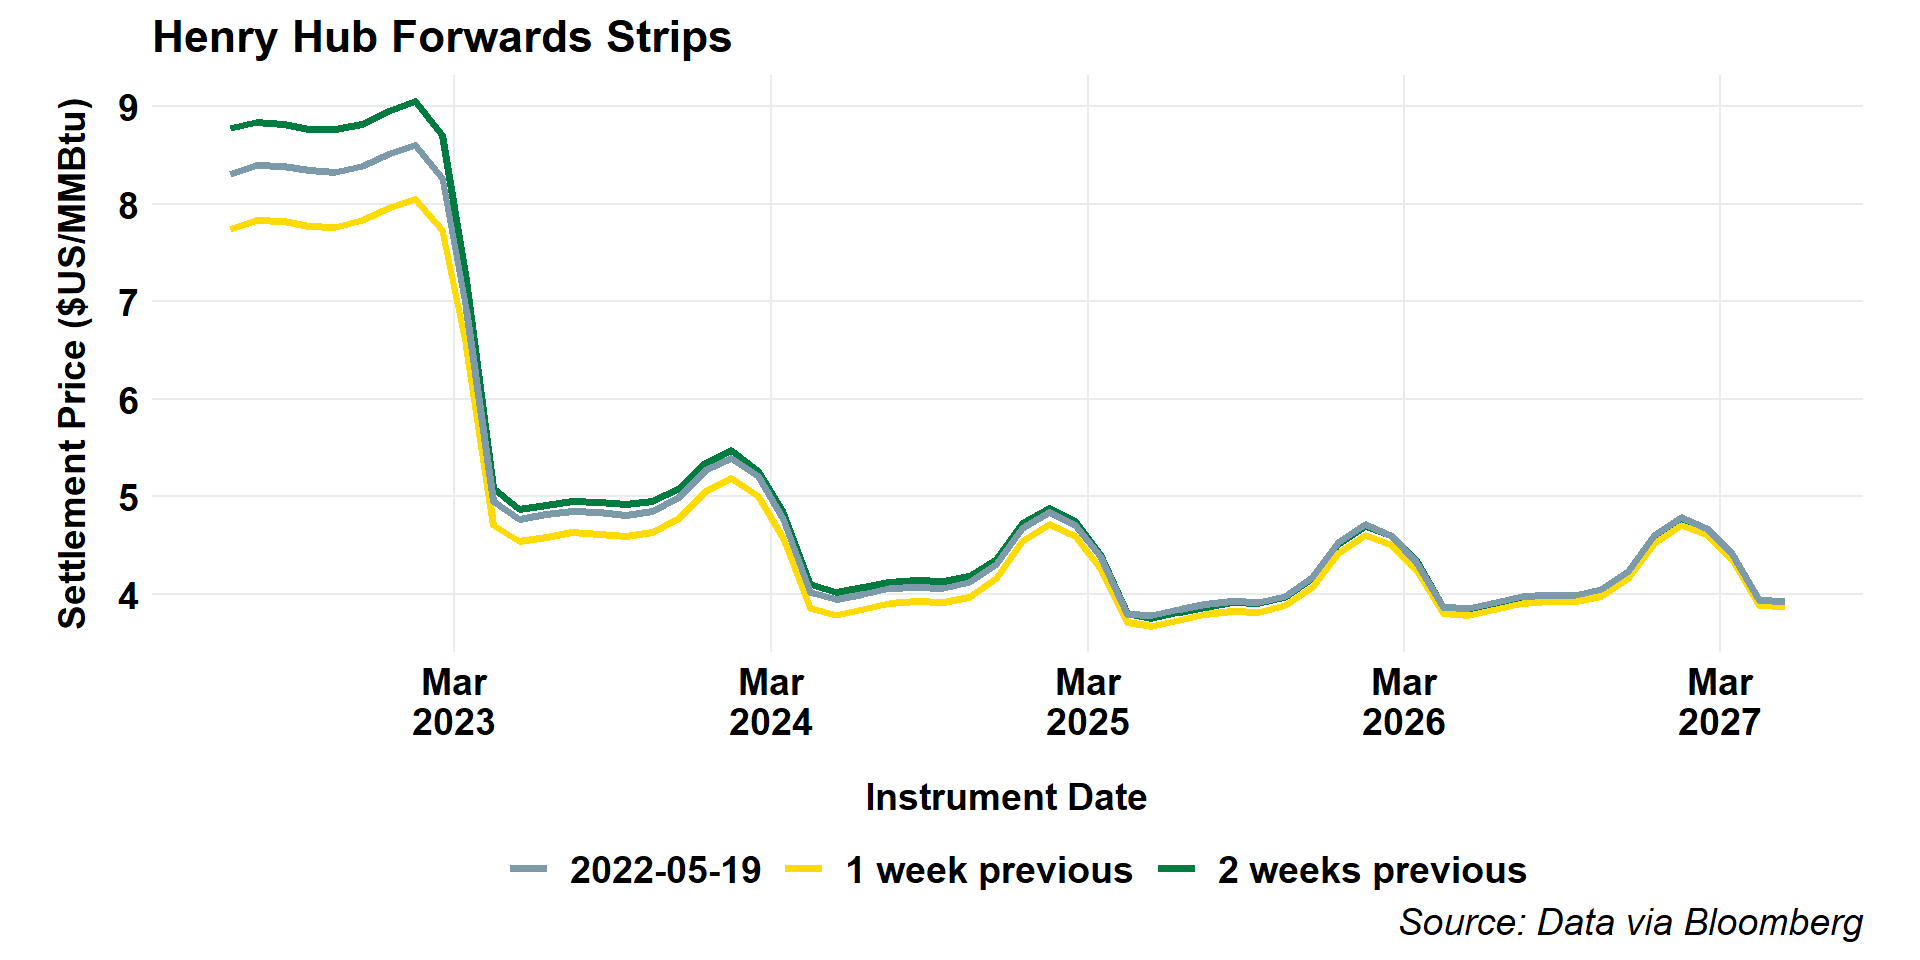 Henry Hub Forwards Strips
Settlement Price ($US/MMBtu)
9
8
7
6
5
4
Mar
2023
Mar
2024
Mar
2025
Mar
2026
Mar
2027
Instrument Date
2022-05-19
1 week previous
2 weeks previous
Source: Data via Bloomberg